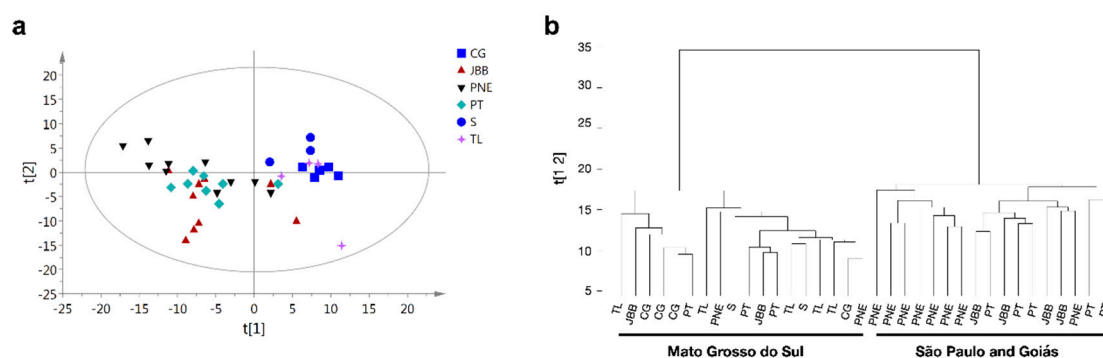 a
CG
JBB
PNE
PT
S
TL
t[2]
20
15
10
5
0
-5
-10
-15
-20
-25
-25 -20 -15 -10 -5 0 5 10 15 20
t[1]
b
t[1 2]
35
30
25
20
15
10
5
TL JBB CG CG CG PT TL PNE S PT JBB PT TL S TL TL CG PNE PNE PNE PNE PNE PNE PNE JBB PT JBB PT PT JBB JBB PNE PT
Mato Grosso do Sul São Paulo and Goiás